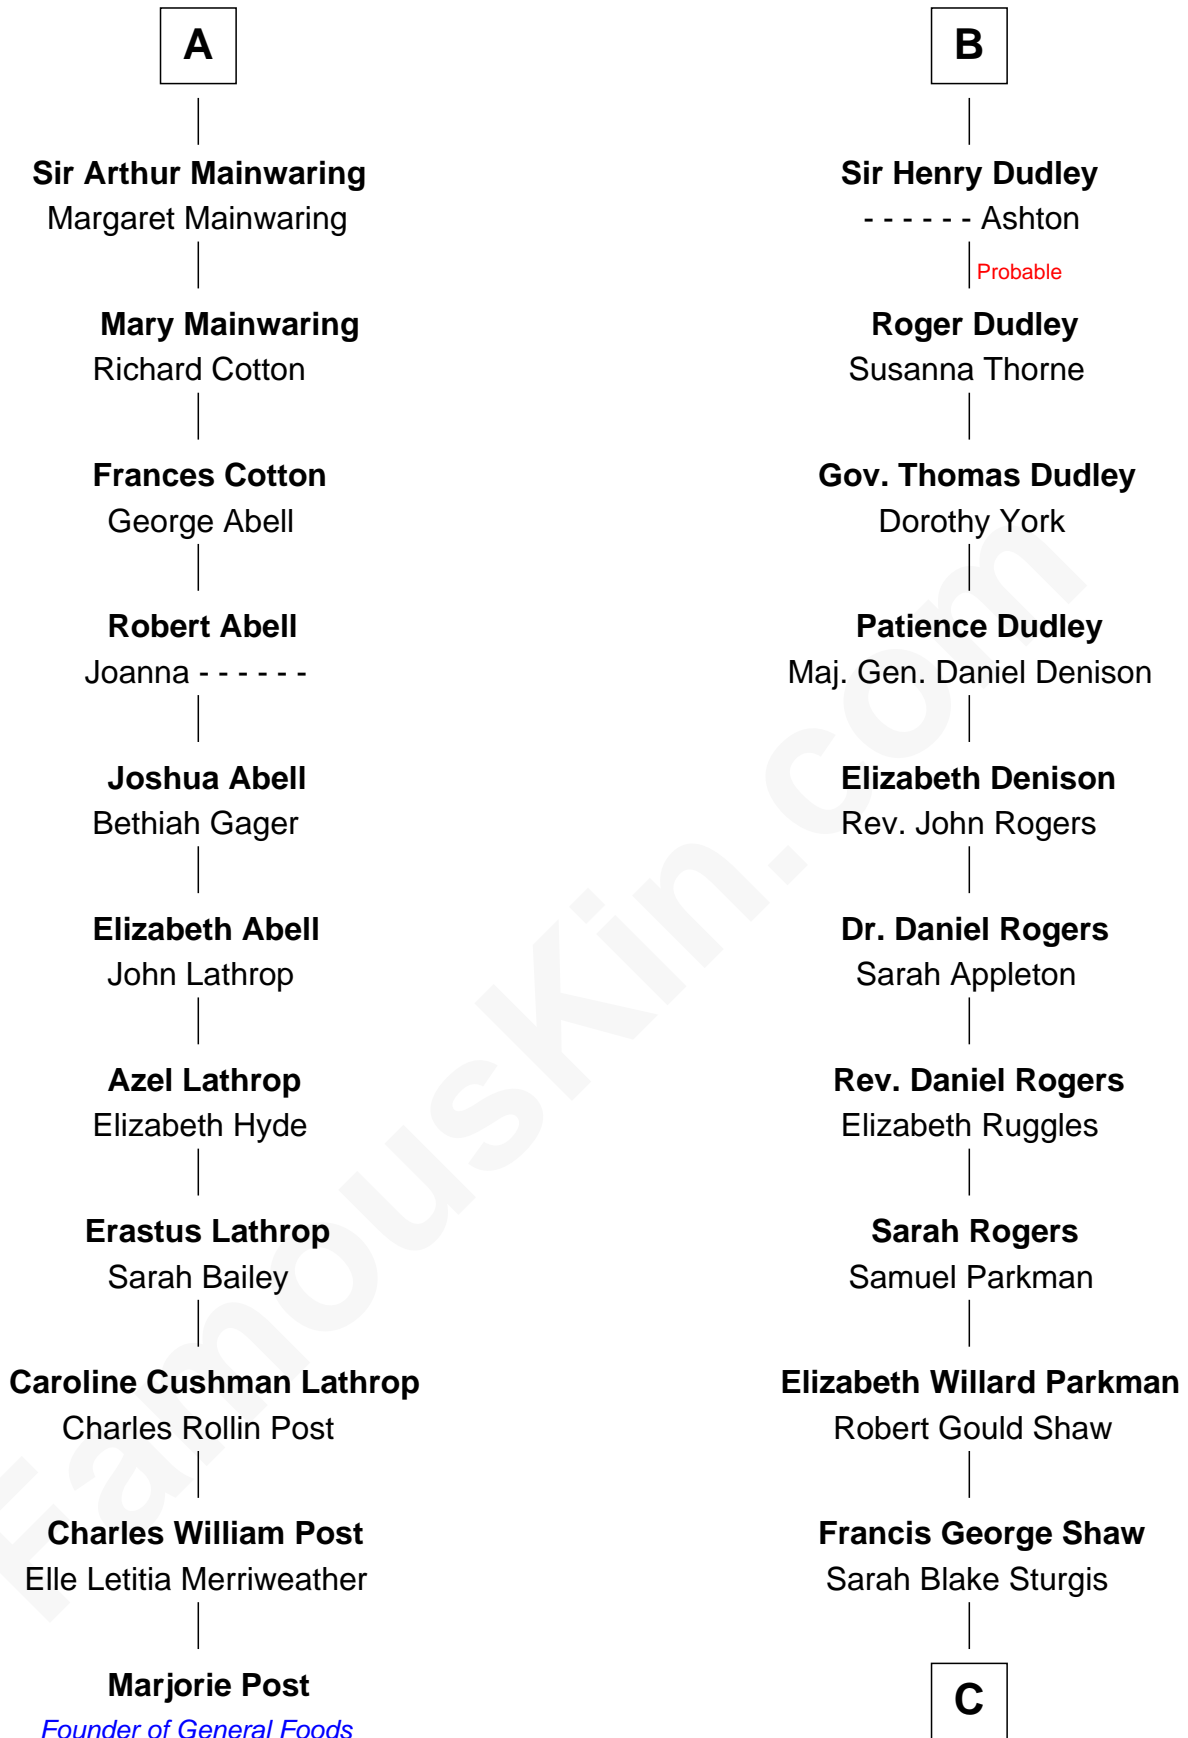 A
Sir Arthur Mainwaring
Margaret Mainwaring
Mary Mainwaring
Richard Cotton
Frances Cotton
George Abell
Robert Abell
Joanna - - - - - -
Joshua Abell
Bethiah Gager
Elizabeth Abell
John Lathrop
Azel Lathrop
Elizabeth Hyde
Erastus Lathrop
Sarah Bailey
Caroline Cushman Lathrop
Charles Rollin Post
Charles William Post
Elle Letitia Merriweather
Marjorie Post
Founder of General Foods
B
Sir Henry Dudley
- - - - - - Ashton
Probable
Roger Dudley
Susanna Thorne
Gov. Thomas Dudley
Dorothy York
Patience Dudley
Maj. Gen. Daniel Denison
Elizabeth Denison
Rev. John Rogers
Dr. Daniel Rogers
Sarah Appleton
Rev. Daniel Rogers
Elizabeth Ruggles
Sarah Rogers
Samuel Parkman
Elizabeth Willard Parkman
Robert Gould Shaw
Francis George Shaw
Sarah Blake Sturgis
C
FamousKin.com